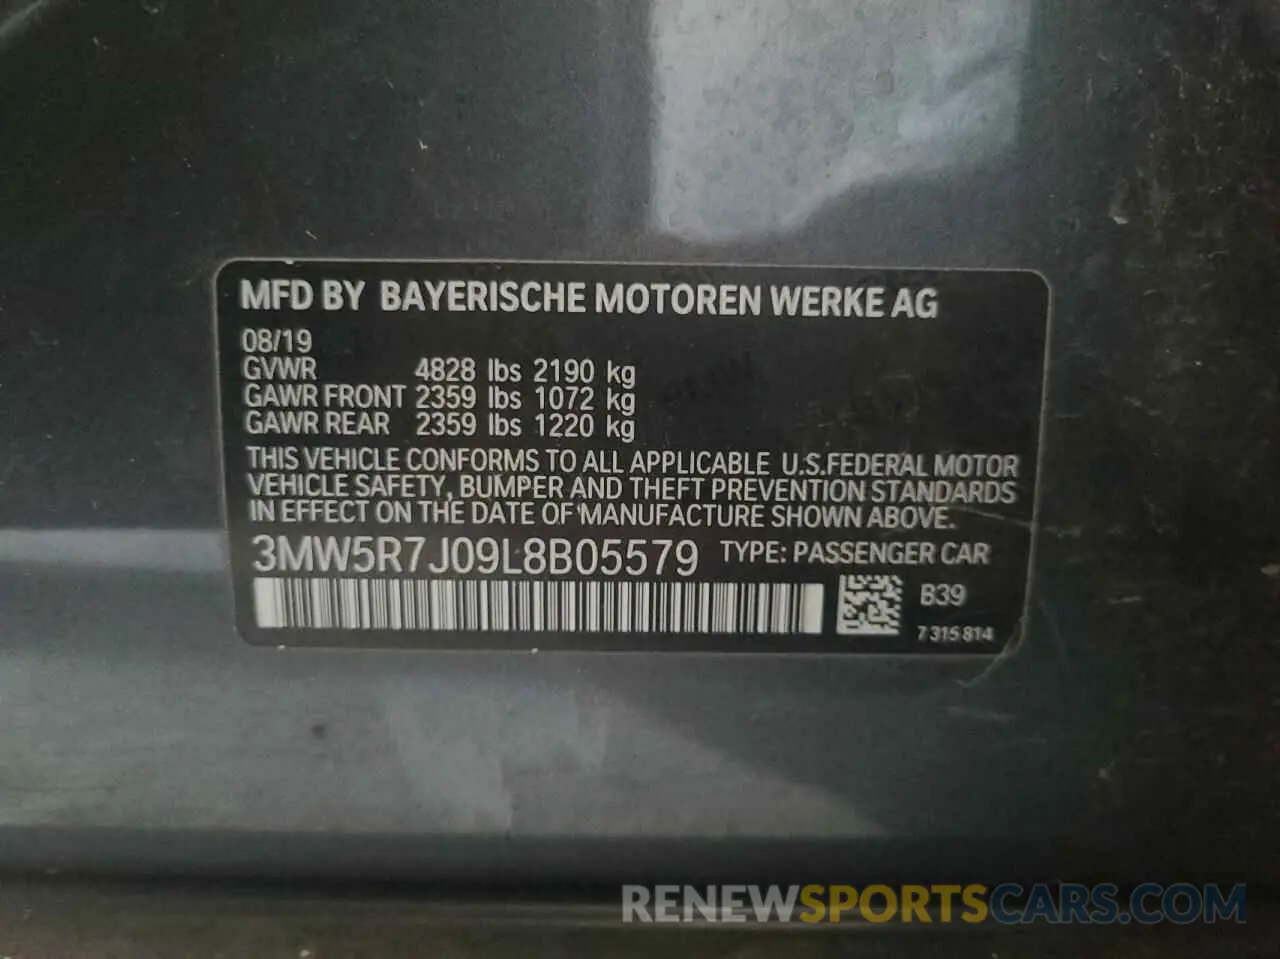 MFD BY BAYERISCHE MOTOREN WERKE AG
08/19
GVWR 4828 lbs 2190 kg
GAWR FRONT 2359 lbs 1072 kg
GAWR REAR 2359 lbs 1220 kg
THIS VEHICLE CONFORMS TO ALL APPLICABLE U.S.FEDERAL MOTOR
VEHICLE SAFETY, BUMPER AND THEFT PREVENTION STANDARDS
IN EFFECT ON THE DATE OF MANUFACTURE SHOWN ABOVE.
3MW5R7J09L8B05579 TYPE: PASSENGER CAR
B39
7 315 814
RENEWSPORTSCARS.COM